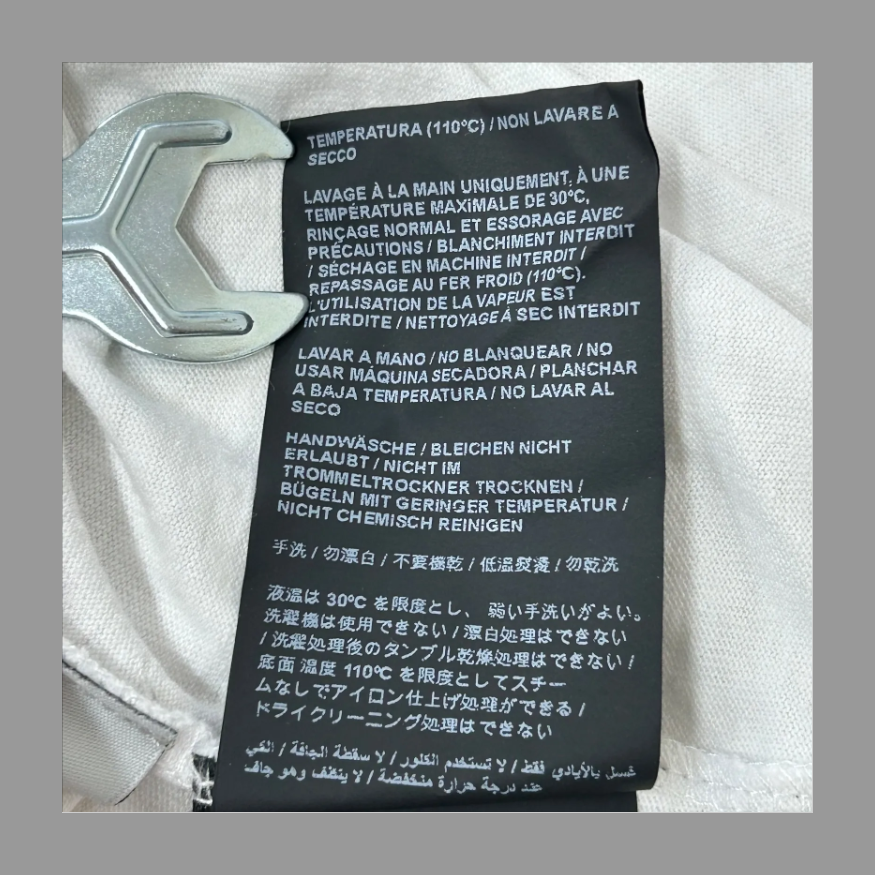 TEMPERATURA (110°C) / NON LAVARE A
SECCO
LAVAGE À LA MAIN UNIQUEMENT, À UNE
TEMPÉRATURE MAXIMALE DE 30°C,
RINÇAGE NORMAL ET ESSORAGE AVEC
PRÉCAUTIONS / BLANCHIMENT INTERDIT
/ SÉCHAGE EN MACHINE INTERDIT /
REPASSAGE AU FER FROID (110°C).
L'UTILISATION DE LA VAPEUR EST
INTERDITE / NETTOYAGE À SEC INTERDIT
LAVAR A MANO / NO BLANQUEAR / NO
USAR MÁQUINA SECADORA / PLANCHAR
A BAJA TEMPERATURA / NO LAVAR AL
SECO
HANDWÄSCHE / BLEICHEN NICHT
ERLAUBT / NICHT IM
TROMMELTROCKNER TROCKNEN /
BÜGELN MIT GERINGER TEMPERATUR /
NICHT CHEMISCH REINIGEN
手洗 / 勿漂白 / 不要機乾 / 低溫熨燙 / 勿乾洗
液温は 30°C を限度とし、 弱い手洗いがよい。
洗濯機は使用できない / 漂白処理はできない
/ 洗濯処理後のタンブル乾燥処理はできない /
底面温度 110°C を限度としてスチー
ムなしでアイロン仕上げ処理ができる /
ドライクリーニング処理はできない
غسل بالأيادي فقط / لا تستخدم الكلور / لا سقطة الجافة / الكي
عند درجة حرارة منخفضة / لا ينظف وهو جاف